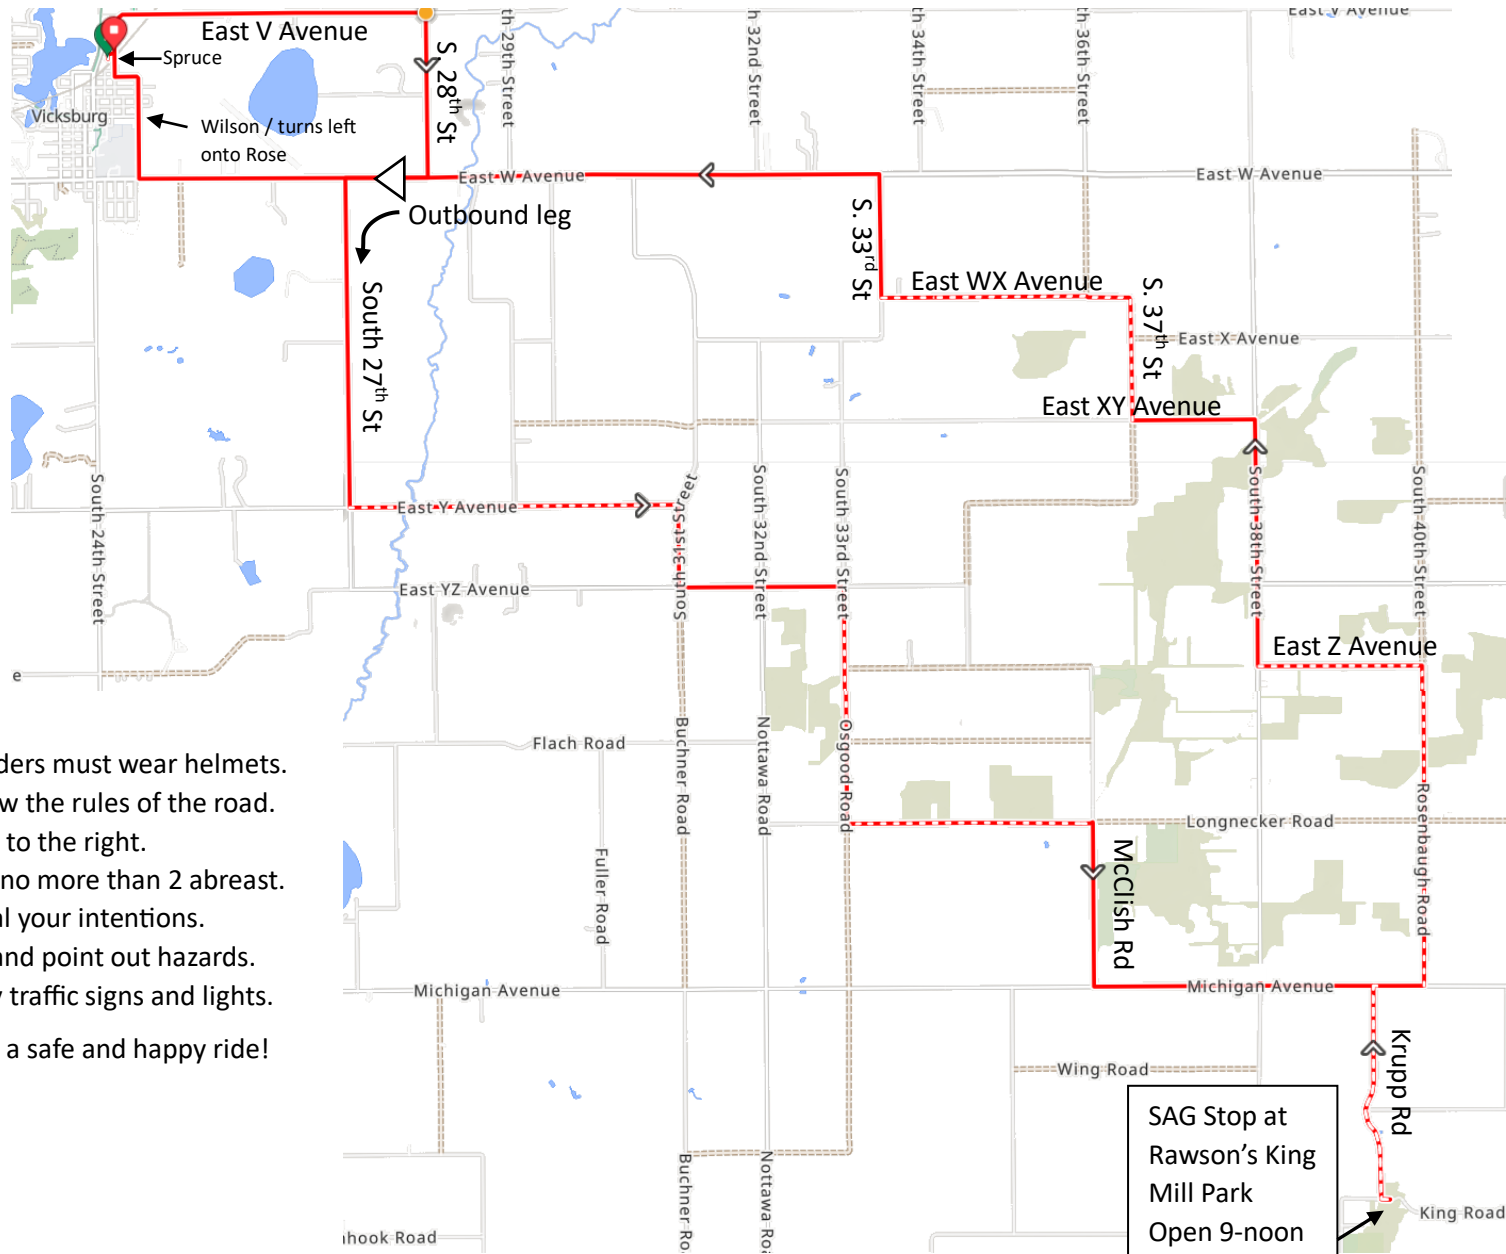 East V Avenue
East V Avenue
Spruce
S. 28th St
th 29th Street
h 32nd Street
th 34th Street
th 36th Street
Vicksburg
Wilson / turns left
onto Rose
East W Avenue
East W Avenue
Outbound leg
S. 33rd St
East WX Avenue
S. 37th St
South 27th St
East X Avenue
East XY Avenue
South 24th Street
East Y Avenue
South 31st Street
South 32nd Street
South 33rd Street
South 38th Street
South 40th Street
East YZ Avenue
East Z Avenue
e
Flach Road
Buchner Road
Nottawa Road
Osgood Road
Longnecker Road
Rosenbaugh Road
Fuller Road
McClish Rd
ders must wear helmets.
w the rules of the road.
to the right.
no more than 2 abreast.
al your intentions.
and point out hazards.
y traffic signs and lights.
a safe and happy ride!
Michigan Avenue
Michigan Avenue
Wing Road
Krupp Rd
SAG Stop at
Rawson's King
Mill Park
Open 9-noon
Buchner Ro
Nottawa Roa
King Road
hook Road